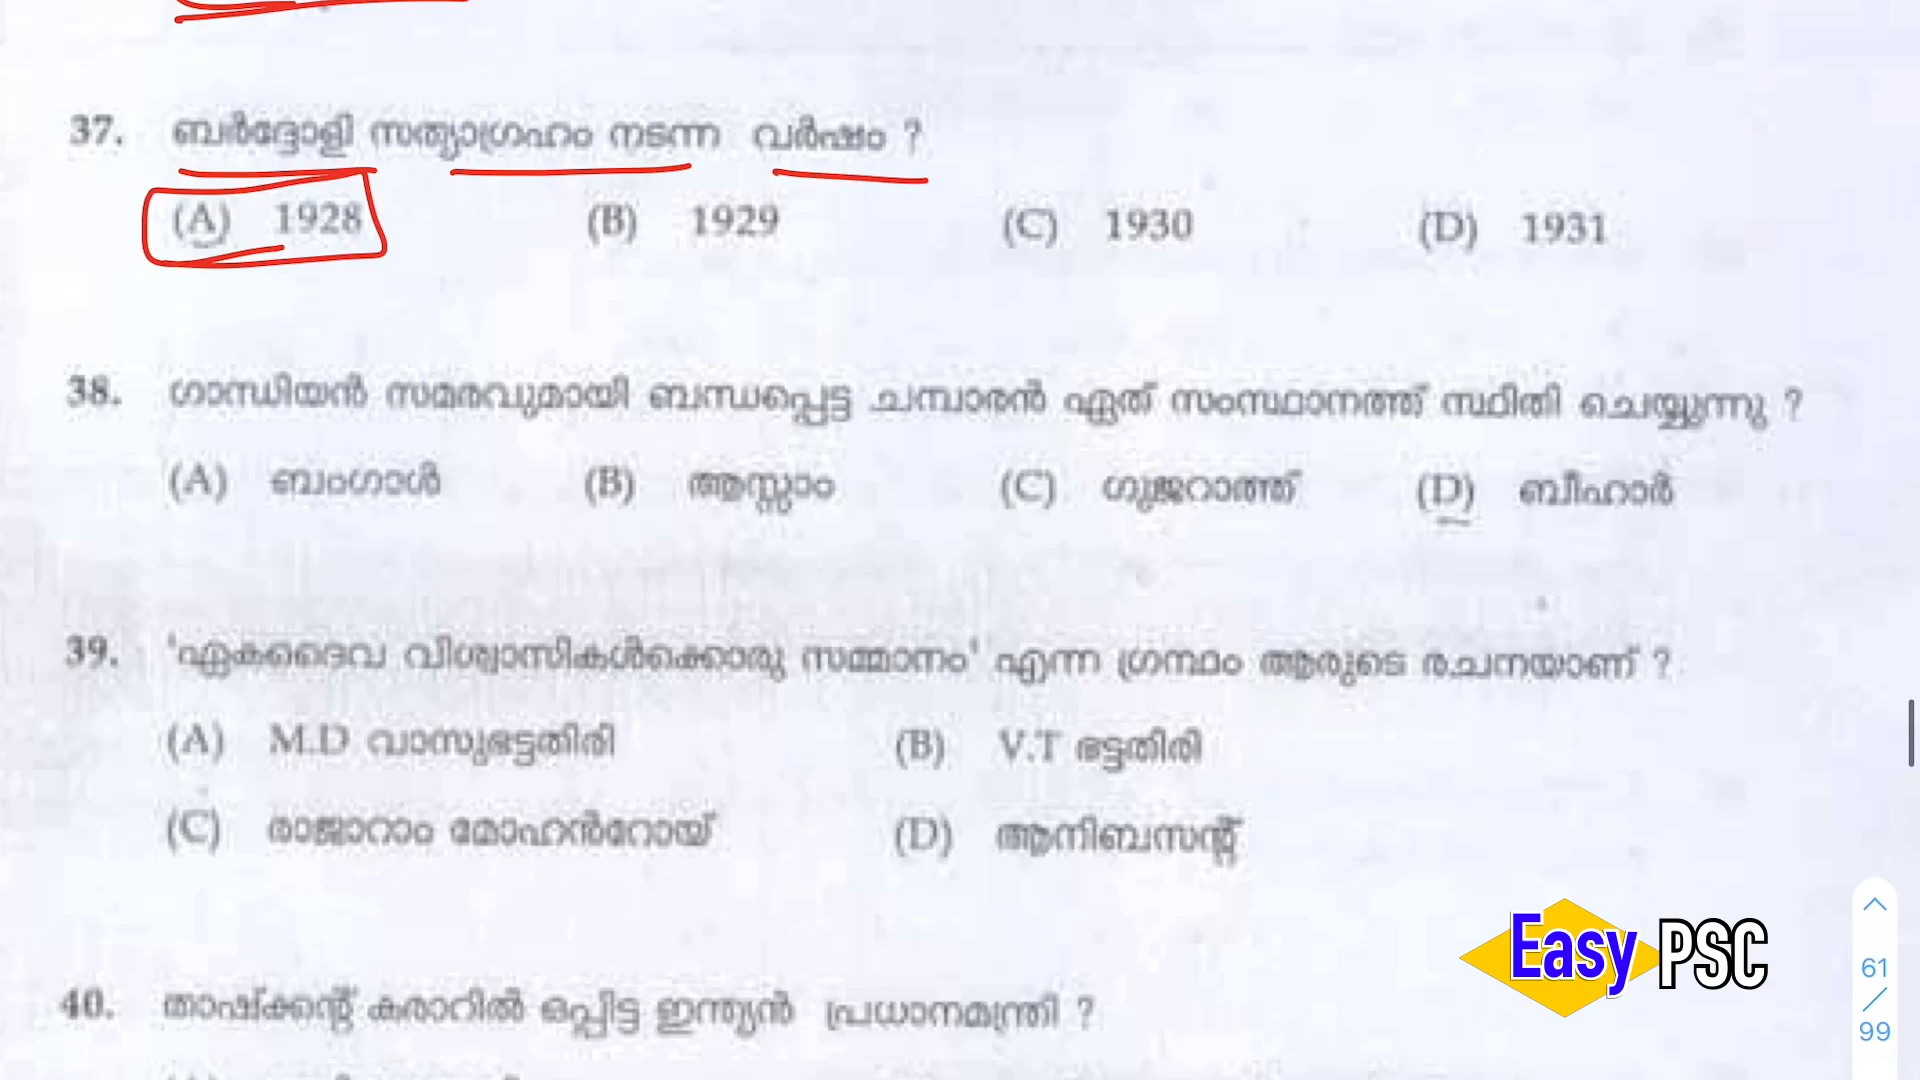 37. ബർദ്ദോളി സത്യാഗ്രഹം നടന്ന വർഷം ?
(A) 1928 (B) 1929 (C) 1930 (D) 1931
38. ഗാന്ധിയൻ സമരവുമായി ബന്ധപ്പെട്ട ചമ്പാരൻ ഏത് സംസ്ഥാനത്ത് സ്ഥിതി ചെയ്യുന്നു ?
(A) ബംഗാൾ (B) ആസ്സാം (C) ഗുജറാത്ത് (D) ബീഹാർ
39. 'ഏകദൈവ വിശ്വാസികൾക്കൊരു സമ്മാനം' എന്ന ഗ്രന്ഥം ആരുടെ രചനയാണ് ?
(A) M.D വാസുഭട്ടതിരി (B) V.T ഭട്ടതിരി
(C) രാജാറാം മോഹൻറോയ് (D) ആനിബസന്റ്
Easy PSC
61
/
99
40. താഷ്ക്കന്റ് കരാറിൽ ഒപ്പിട്ട ഇന്ത്യൻ പ്രധാനമന്ത്രി ?